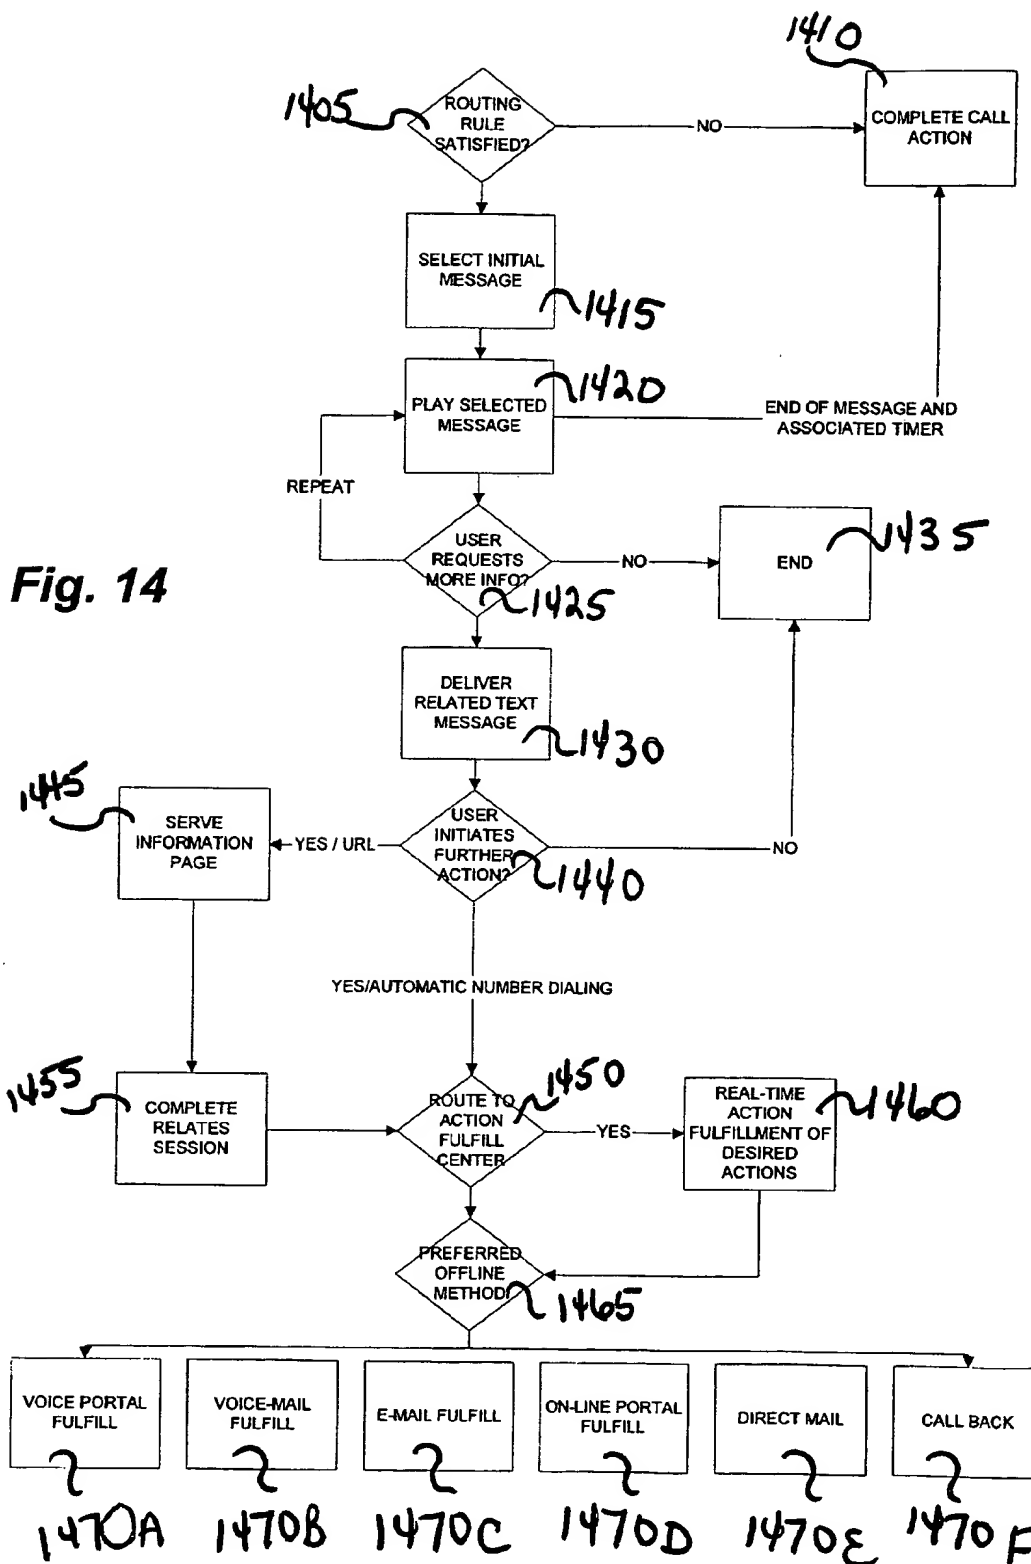 1410
1405
ROUTING
RULE
SATISFIED?
NO
COMPLETE CALL
ACTION
SELECT INITIAL
MESSAGE
1415
1420
PLAY SELECTED
MESSAGE
END OF MESSAGE AND
ASSOCIATED TIMER
REPEAT
USER
REQUESTS
MORE INFO?
NO
END
1435
1425
Fig. 14
DELIVER
RELATED TEXT
MESSAGE
1430
1445
SERVE
INFORMATION
PAGE
YES / URL
USER
INITIATES
FURTHER
ACTION?
NO
1440
YES/AUTOMATIC NUMBER DIALING
1455
COMPLETE
RELATES
SESSION
1450
ROUTE TO
ACTION
FULFILL
CENTER
YES
REAL-TIME
ACTION
FULFILLMENT OF
DESIRED
ACTIONS
1460
PREFERRED
OFFLINE
METHOD
1465
VOICE PORTAL
FULFILL
VOICE-MAIL
FULFILL
E-MAIL FULFILL
ON-LINE PORTAL
FULFILL
DIRECT MAIL
CALL BACK
1470A
1470B
1470C
1470D
1470E
1470F